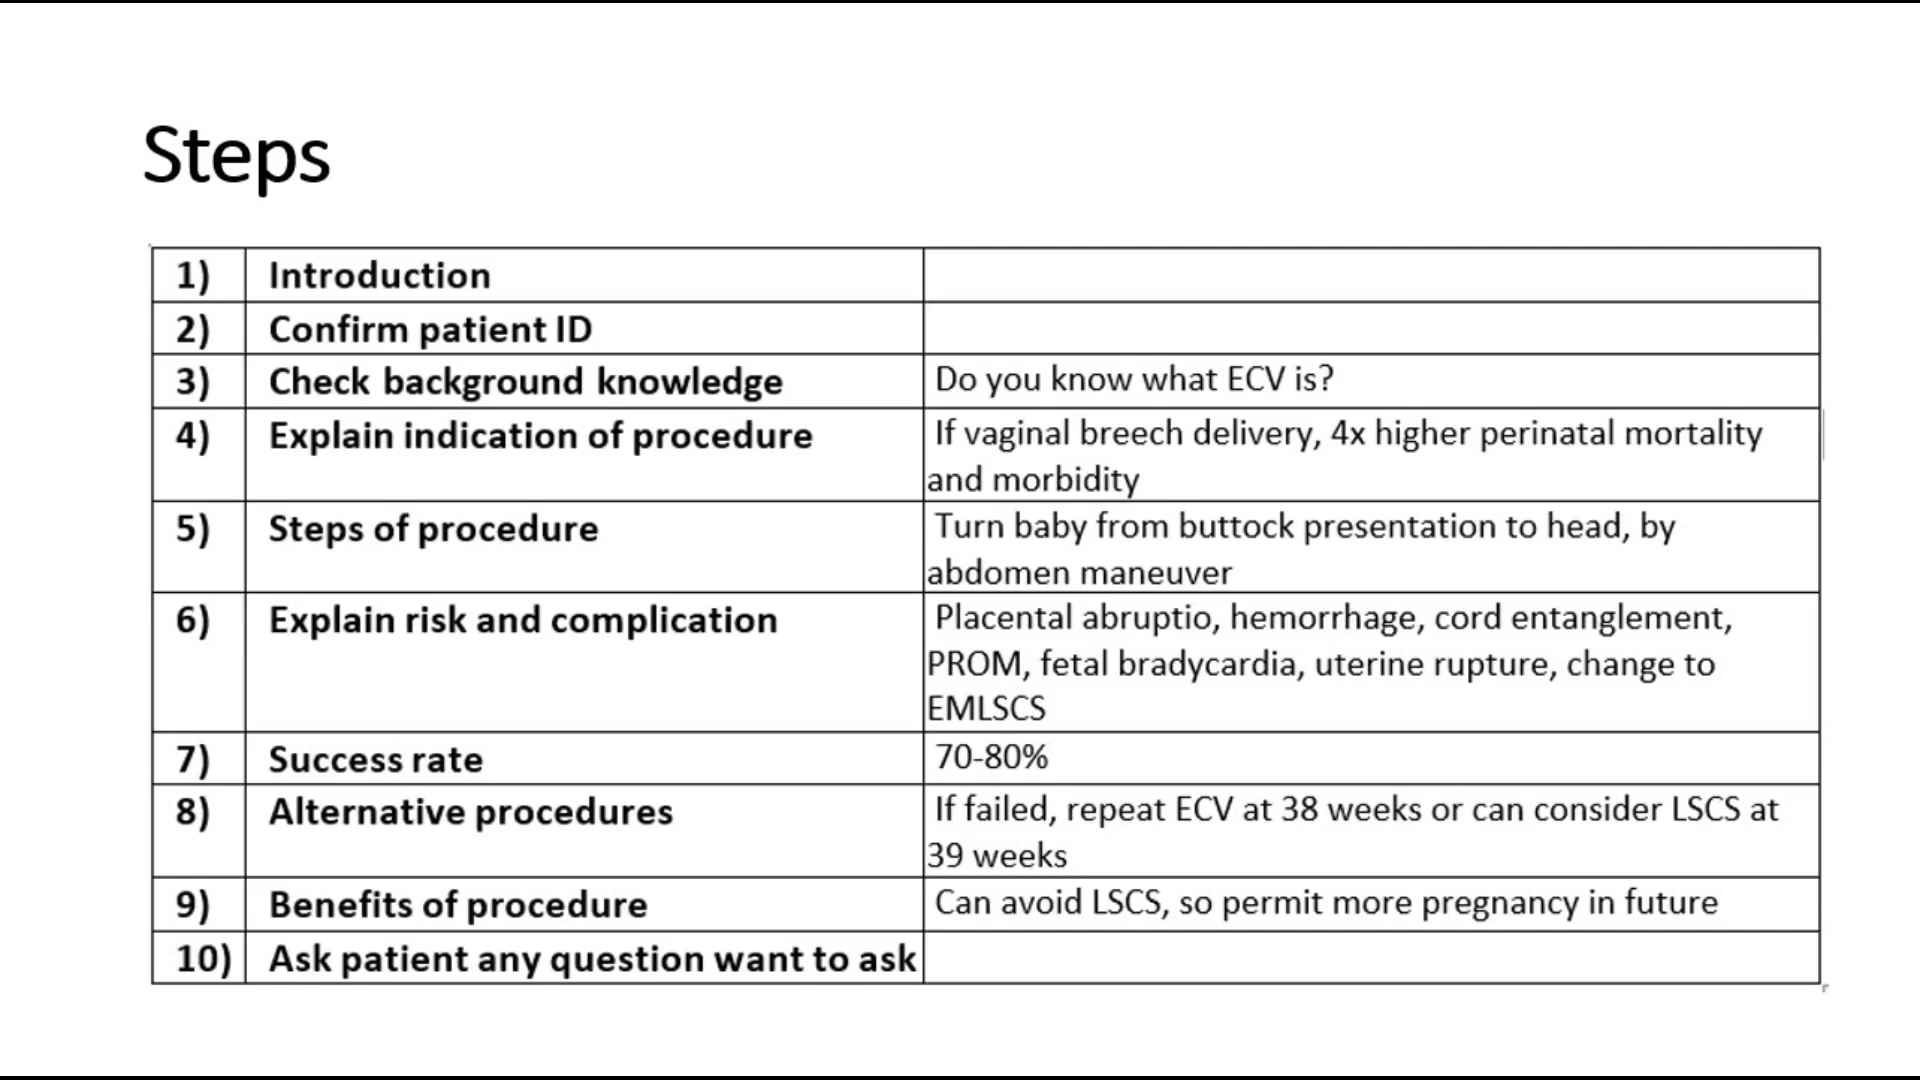 Steps
1) Introduction
2) Confirm patient ID
3) Check background knowledge Do you know what ECV is?
4) Explain indication of procedure If vaginal breech delivery, 4x higher perinatal mortality
and morbidity
5) Steps of procedure Turn baby from buttock presentation to head, by
abdomen maneuver
6) Explain risk and complication Placental abruptio, hemorrhage, cord entanglement,
PROM, fetal bradycardia, uterine rupture, change to
EMLSCS
7) Success rate 70-80%
8) Alternative procedures If failed, repeat ECV at 38 weeks or can consider LSCS at
39 weeks
9) Benefits of procedure Can avoid LSCS, so permit more pregnancy in future
10) Ask patient any question want to ask